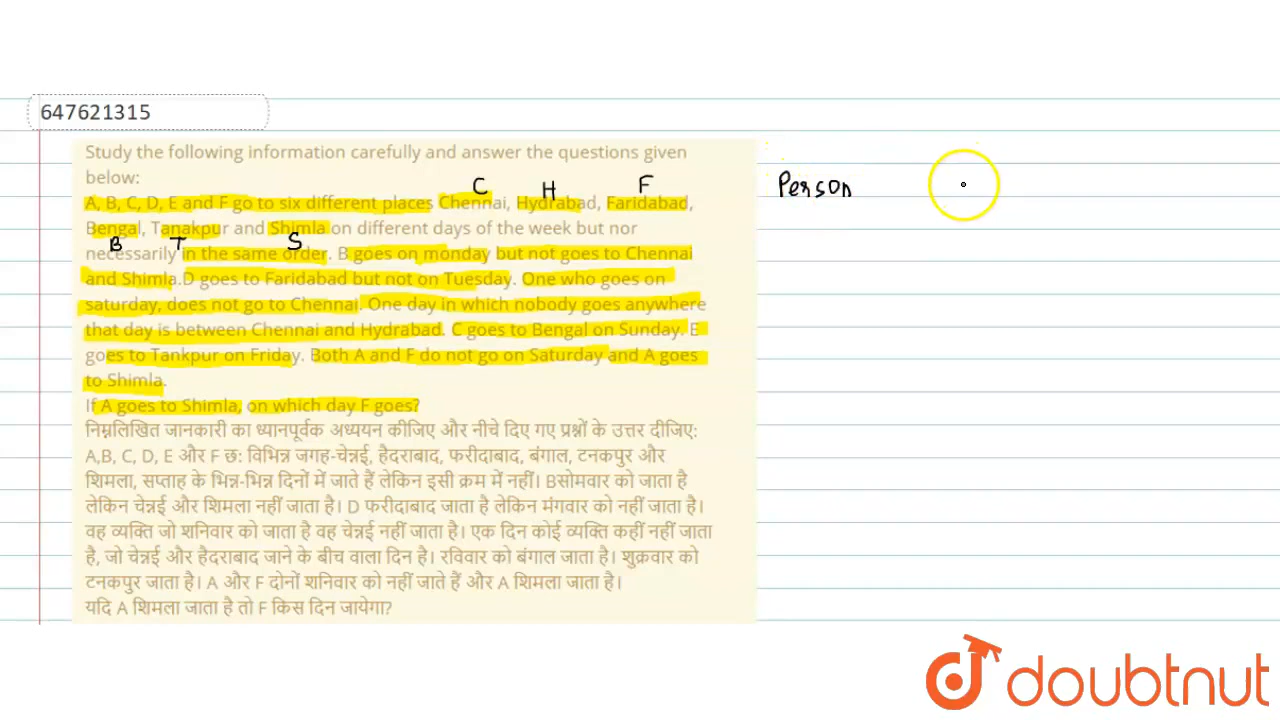 647621315
Study the following information carefully and answer the questions given
below:
C H F
A, B, C, D, E and F go to six different places Chennai, Hydrabad, Faridabad,
Bengal, Tanakpur and Shimla on different days of the week but nor
B T S
necessarily in the same order. B goes on monday but not goes to Chennai
and Shimla.D goes to Faridabad but not on Tuesday. One who goes on
saturday, does not go to Chennai. One day in which nobody goes anywhere
that day is between Chennai and Hydrabad. C goes to Bengal on Sunday. E
goes to Tankpur on Friday. Both A and F do not go on Saturday and A goes
to Shimla.
If A goes to Shimla, on which day F goes?
निम्नलिखित जानकारी का ध्यानपूर्वक अध्ययन कीजिए और नीचे दिए गए प्रश्नों के उत्तर दीजिए:
A,B, C, D, E और F छ: विभिन्न जगह-चेन्नई, हैदराबाद, फरीदाबाद, बंगाल, टनकपुर और
शिमला, सप्ताह के भिन्न-भिन्न दिनों में जाते हैं लेकिन इसी क्रम में नहीं। Bसोमवार को जाता है
लेकिन चेन्नई और शिमला नहीं जाता है। D फरीदाबाद जाता है लेकिन मंगवार को नहीं जाता है।
वह व्यक्ति जो शनिवार को जाता है वह चेन्नई नहीं जाता है। एक दिन कोई व्यक्ति कहीं नहीं जाता
है, जो चेन्नई और हैदराबाद जाने के बीच वाला दिन है। रविवार को बंगाल जाता है। शुक्रवार को
टनकपुर जाता है। A और F दोनों शनिवार को नहीं जाते हैं और A शिमला जाता है।
यदि A शिमला जाता है तो F किस दिन जायेगा?
Person
doubtnut